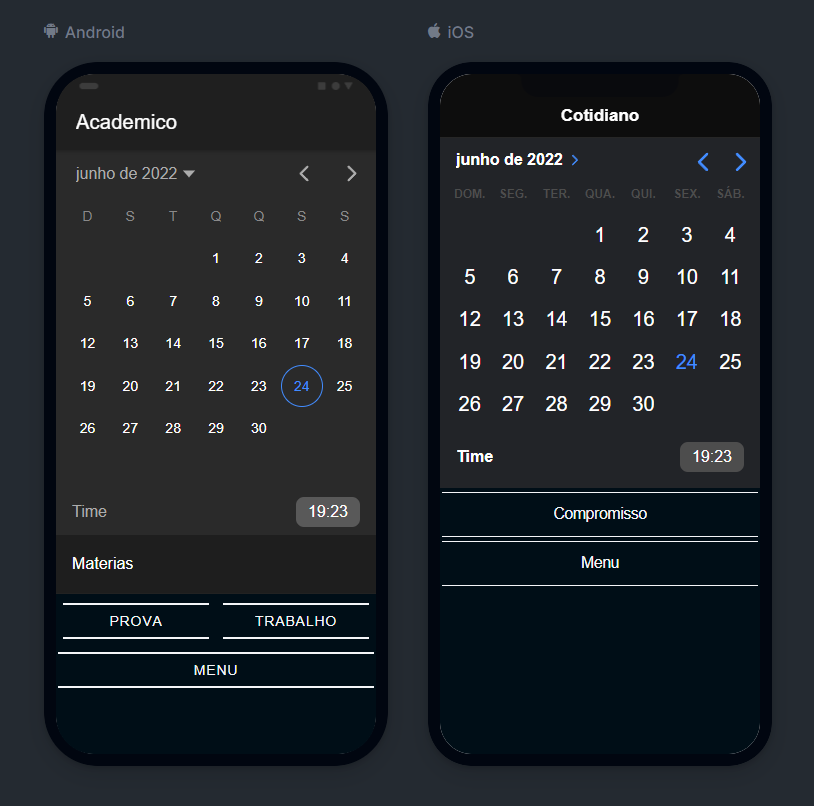 Android
Academico
junho de 2022
D S T Q Q S S
1 2 3 4
5 6 7 8 9 10 11
12 13 14 15 16 17 18
19 20 21 22 23 24 25
26 27 28 29 30
Time 19:23
Materias
PROVA TRABALHO
MENU
iOS
Cotidiano
junho de 2022
DOM. SEG. TER. QUA. QUI. SEX. SÁB.
1 2 3 4
5 6 7 8 9 10 11
12 13 14 15 16 17 18
19 20 21 22 23 24 25
26 27 28 29 30
Time 19:23
Compromisso
Menu